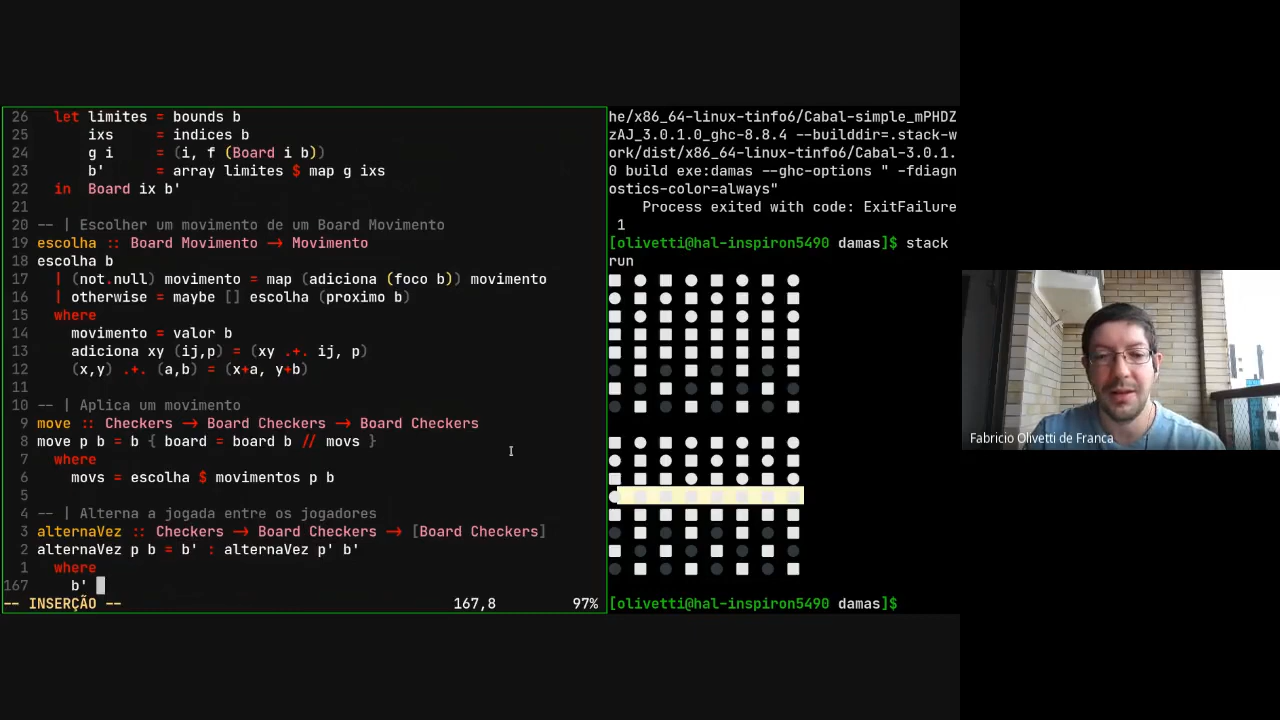 26   let limites = bounds b
25       ixs     = indices b
24       g i     = (i, f (Board i b))
23       b'      = array limites $ map g ixs
22   in  Board ix b'
21
20 -- | Escolher um movimento de um Board Movimento
19 escolha :: Board Movimento → Movimento
18 escolha b
17   | (not.null) movimento = map (adiciona (foco b)) movimento
16   | otherwise = maybe [] escolha (proximo b)
15   where
14     movimento = valor b
13     adiciona xy (ij,p) = (xy .+. ij, p)
12     (x,y) .+. (a,b) = (x+a, y+b)
11
10 -- | Aplica um movimento
9 move :: Checkers → Board Checkers → Board Checkers
8 move p b = b { board = board b // movs }
7   where
6     movs = escolha $ movimentos p b
5
4 -- | Alterna a jogada entre os jogadores
3 alternaVez :: Checkers → Board Checkers → [Board Checkers]
2 alternaVez p b = b' : alternaVez p' b'
1   where
167     b'
-- INSERÇÃO --   167,8   97%
he/x86_64-linux-tinfo6/Cabal-simple_mPHDZ
zAJ_3.0.1.0_ghc-8.8.4 --builddir=.stack-w
ork/dist/x86_64-linux-tinfo6/Cabal-3.0.1.
0 build exe:damas --ghc-options " -fdiagn
ostics-color=always"
Process exited with code: ExitFailure
1
[olivetti@hal-inspiron5490 damas]$ stack
run
[olivetti@hal-inspiron5490 damas]$
Fabricio Olivetti de Franca